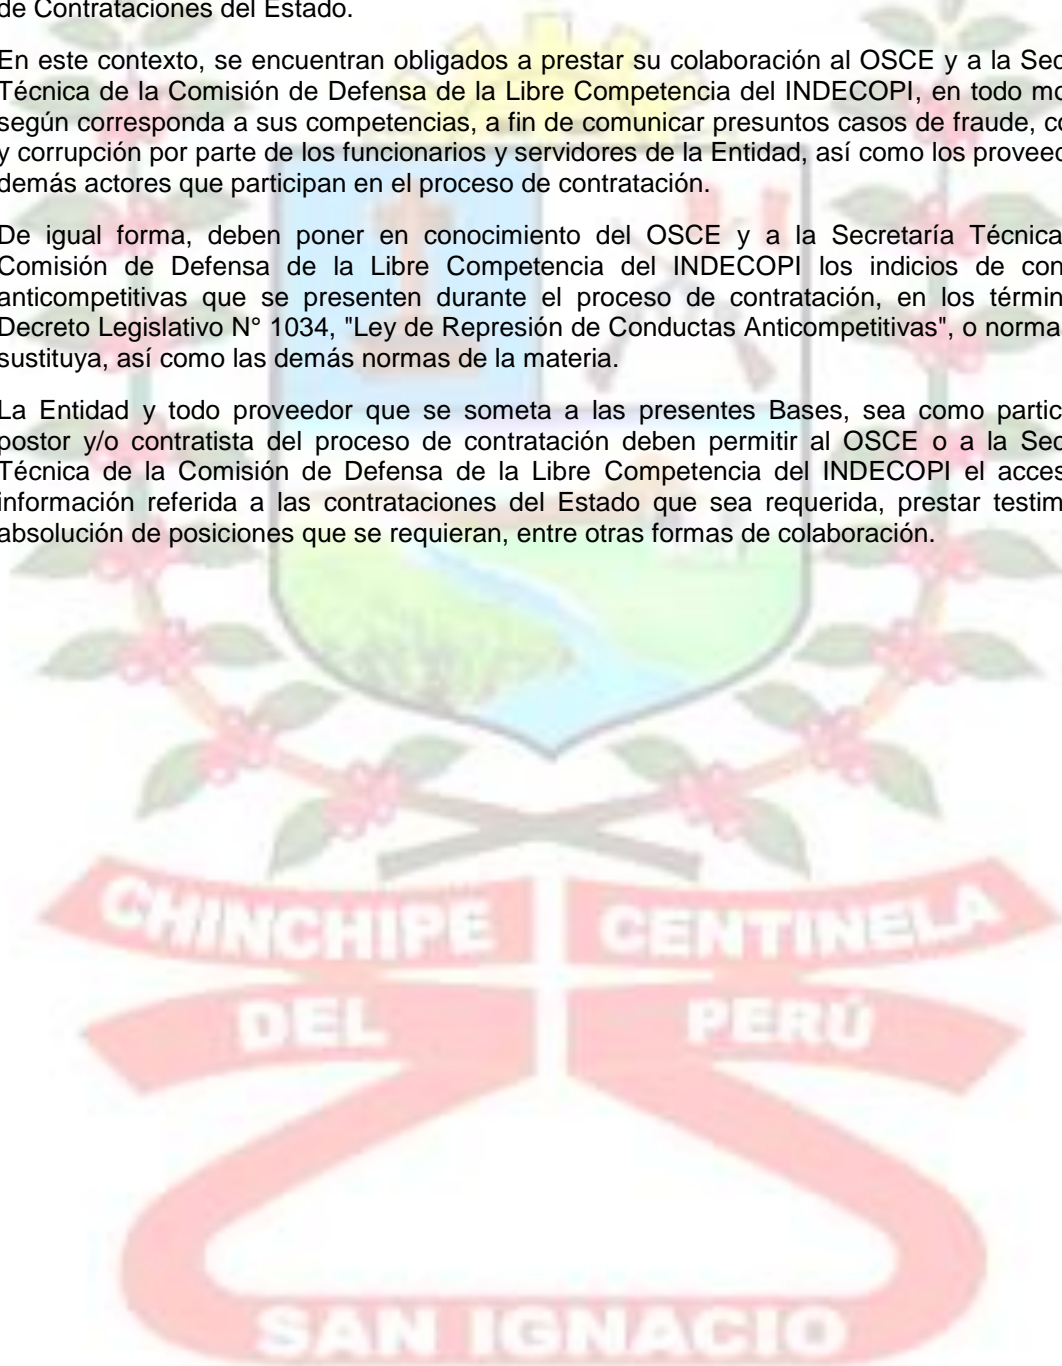 de Contrataciones del Estado.
En este contexto, se encuentran obligados a prestar su colaboración al OSCE y a la Sec
Técnica de la Comisión de Defensa de la Libre Competencia del INDECOPI, en todo mo
según corresponda a sus competencias, a fin de comunicar presuntos casos de fraude, co
y corrupción por parte de los funcionarios y servidores de la Entidad, así como los proveec
demás actores que participan en el proceso de contratación.
De igual forma, deben poner en conocimiento del OSCE y a la Secretaría Técnica
Comisión de Defensa de la Libre Competencia del INDECOPI los indicios de con
anticompetitivas que se presenten durante el proceso de contratación, en los términ
Decreto Legislativo N° 1034, "Ley de Represión de Conductas Anticompetitivas", o norma
sustituya, así como las demás normas de la materia.
La Entidad y todo proveedor que se someta a las presentes Bases, sea como partic
postor y/o contratista del proceso de contratación deben permitir al OSCE o a la Sec
Técnica de la Comisión de Defensa de la Libre Competencia del INDECOPI el acces
información referida a las contrataciones del Estado que sea requerida, prestar testim
absolución de posiciones que se requieran, entre otras formas de colaboración.
CHINCHIPE CENTINELA
DEL PERÚ
SAN IGNACIO